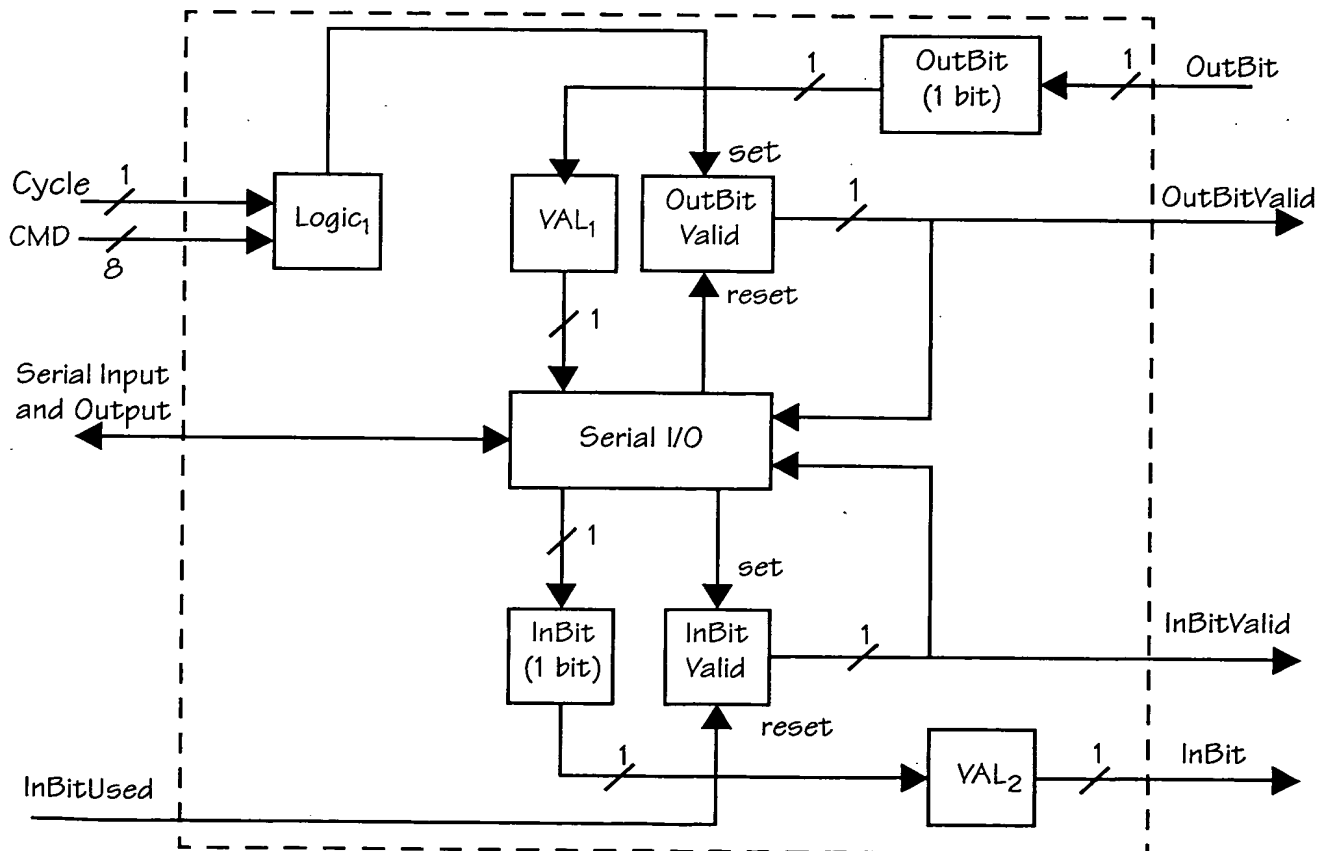 1
OutBit
(1 bit)
1
OutBit
set
Cycle
1
CMD
8
Logic₁
VAL₁
OutBit
Valid
1
OutBitValid
reset
1
Serial Input
and Output
Serial I/O
1
set
InBit
(1 bit)
InBit
Valid
1
InBitValid
reset
1
VAL₂
1
InBit
InBitUsed